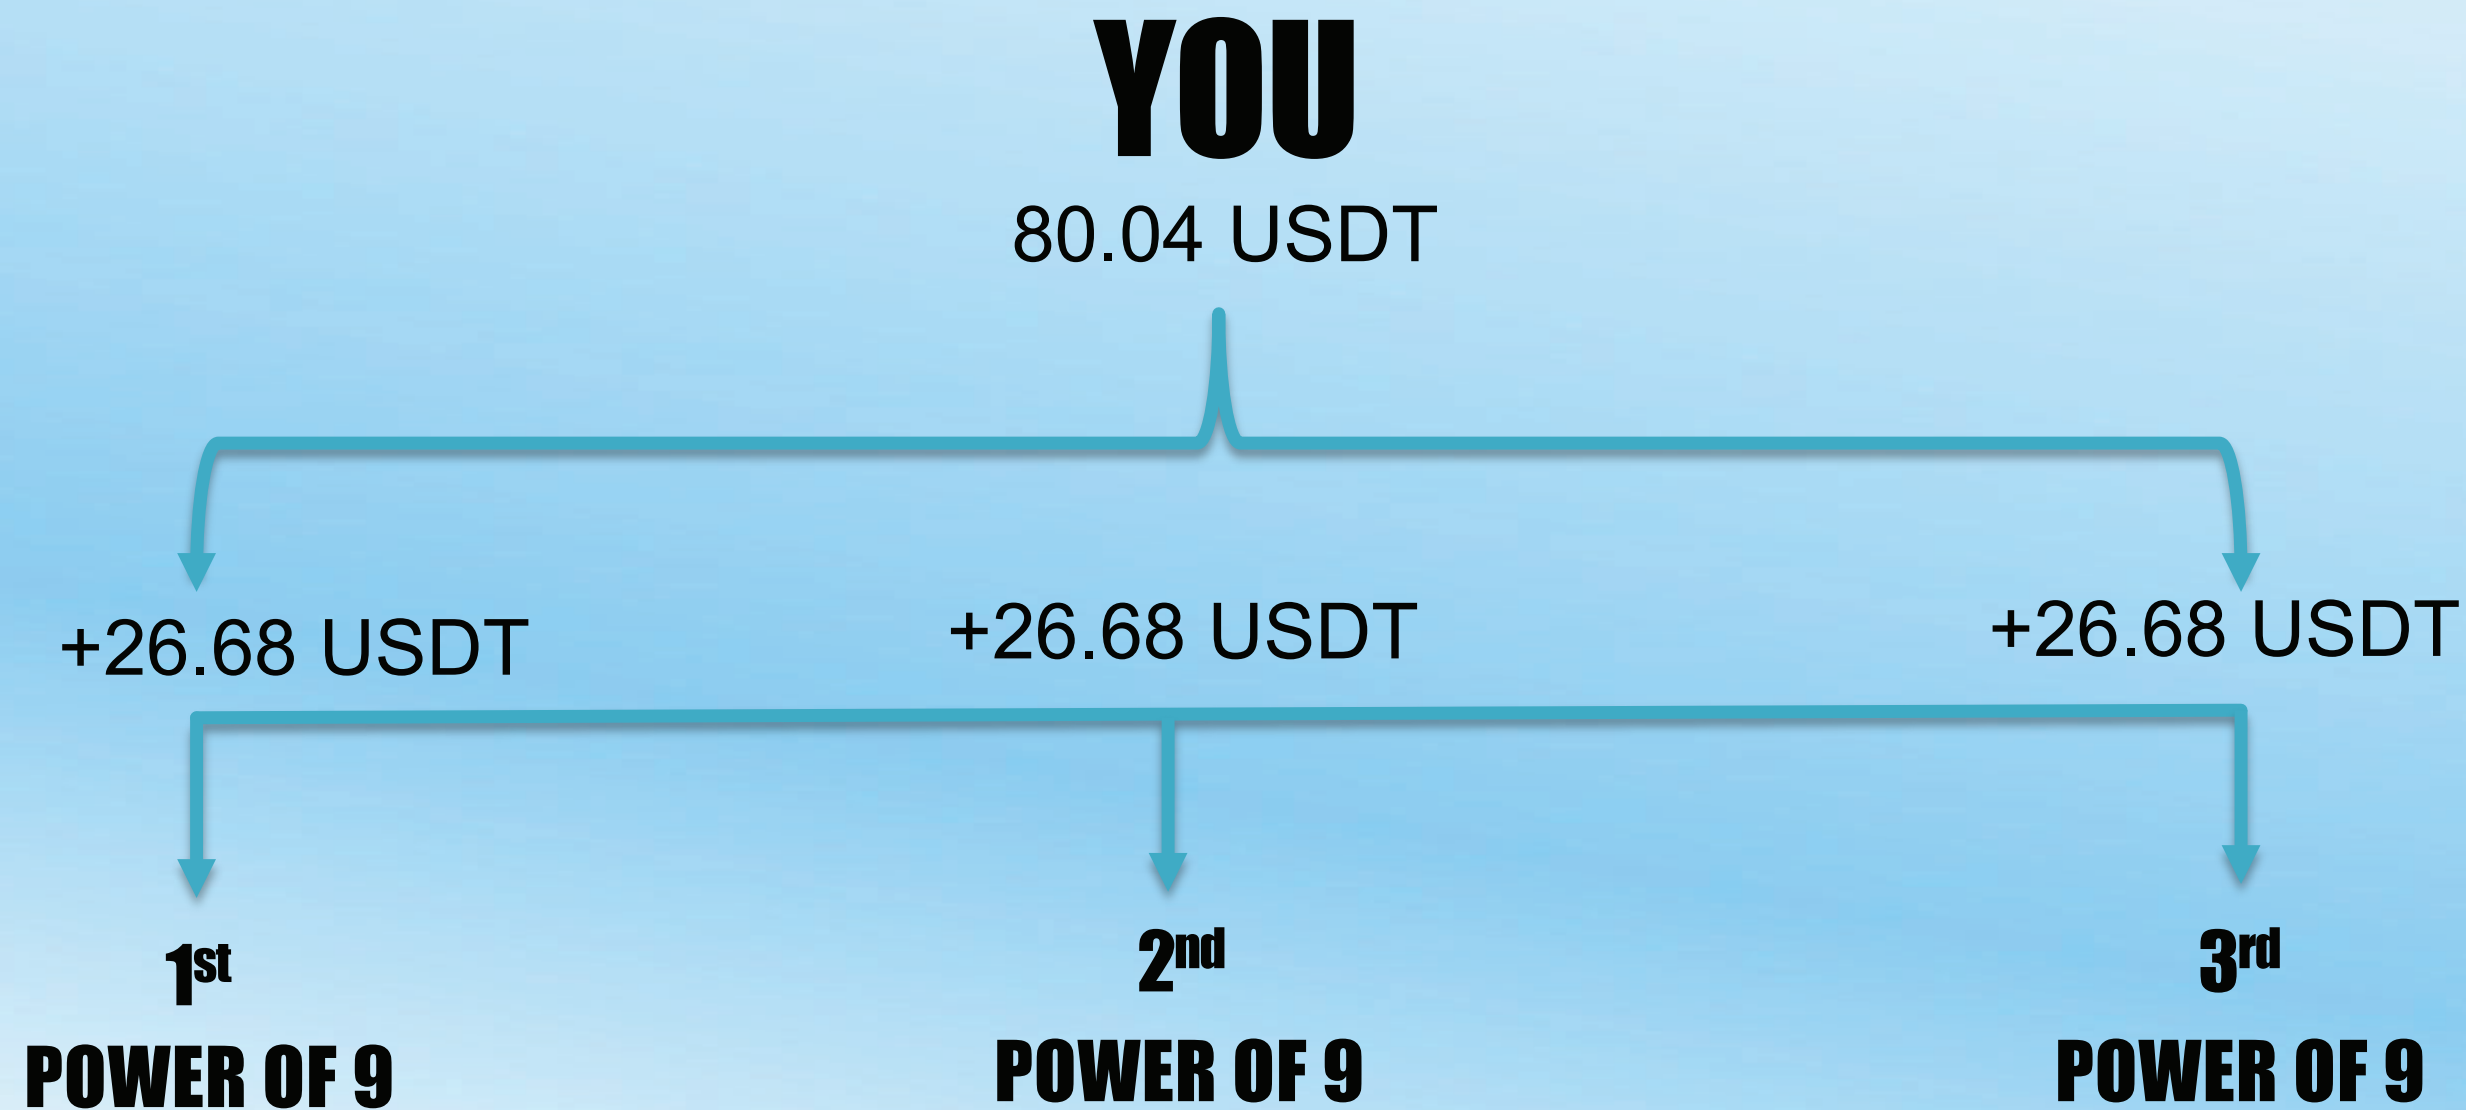 YOU
80.04 USDT
+26.68 USDT
+26.68 USDT
+26.68 USDT
1st
POWER OF 9
2nd
POWER OF 9
3rd
POWER OF 9